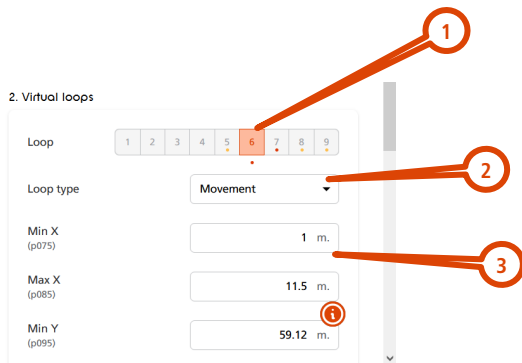 1
2. Virtual loops
Loop 1 2 3 4 5 6 7 8 9
2
Loop type Movement
Min X 1 m.
(p075)
3
Max X 11.5 m.
(p085)
i
Min Y 59.12 m.
(p095)